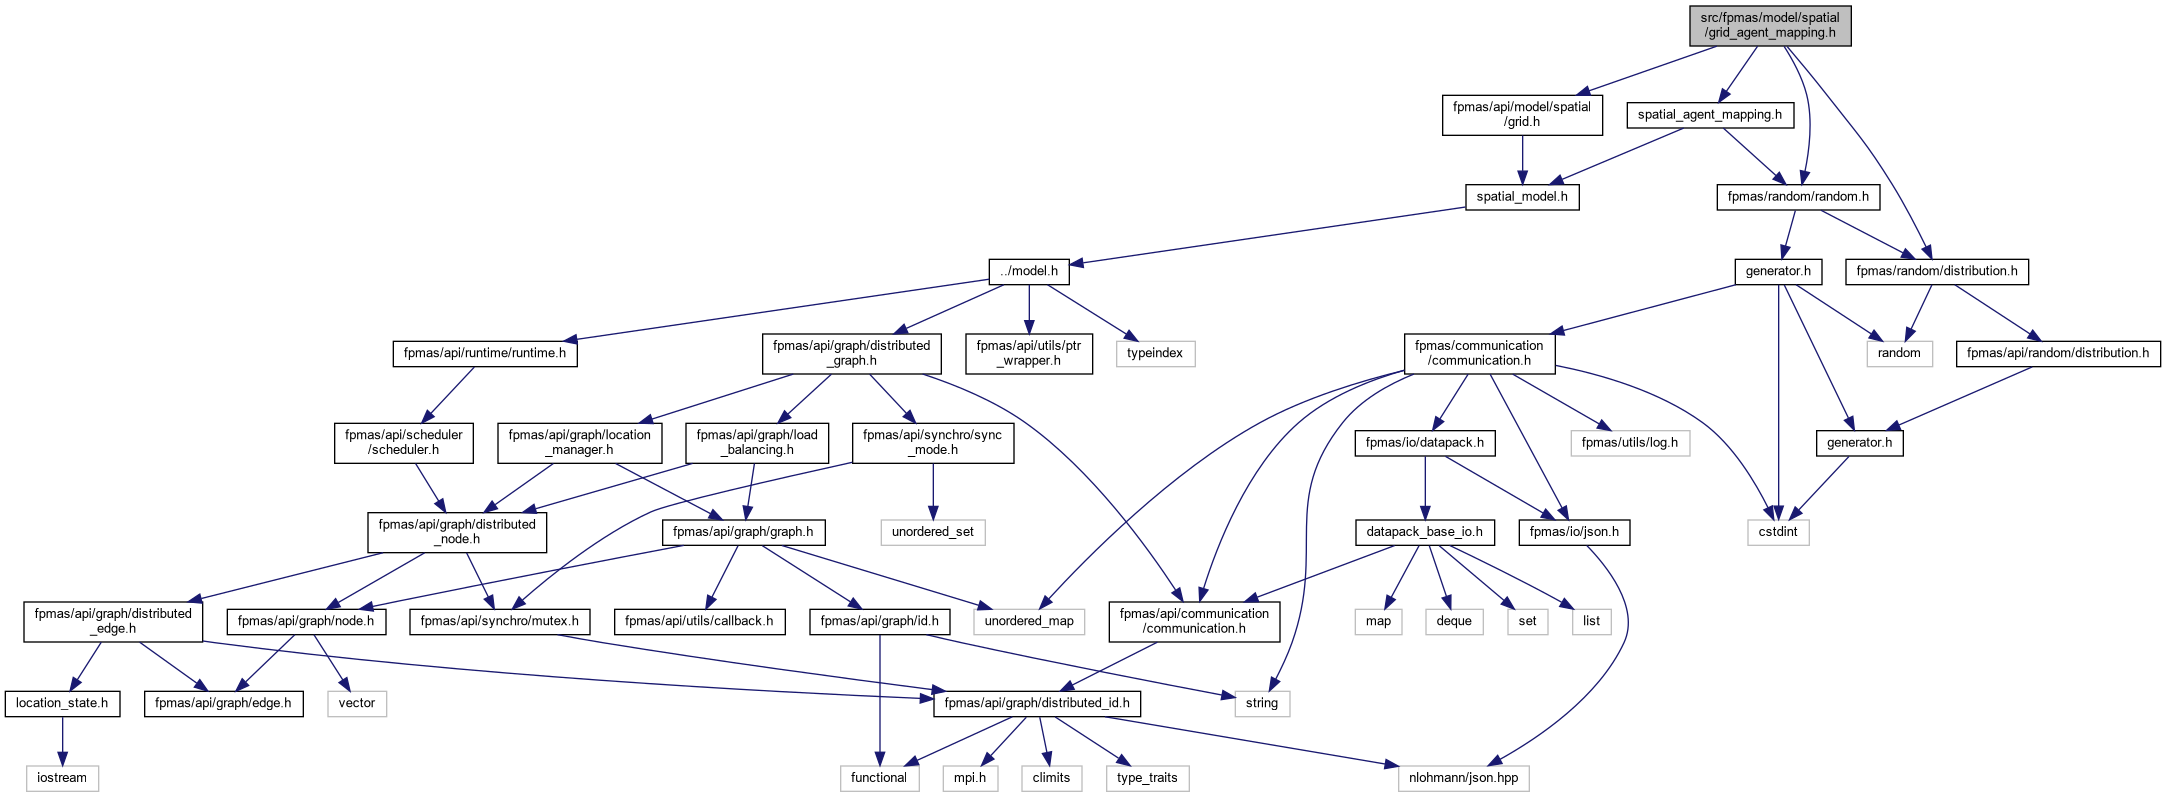 src/fpmas/model/spatial
/grid_agent_mapping.h
fpmas/api/model/spatial
/grid.h
spatial_agent_mapping.h
spatial_model.h
fpmas/random/random.h
../model.h
generator.h
fpmas/random/distribution.h
fpmas/api/runtime/runtime.h
fpmas/api/graph/distributed
_graph.h
fpmas/api/utils/ptr
_wrapper.h
typeindex
fpmas/communication
/communication.h
random
fpmas/api/random/distribution.h
fpmas/api/scheduler
/scheduler.h
fpmas/api/graph/location
_manager.h
fpmas/api/graph/load
_balancing.h
fpmas/api/synchro/sync
_mode.h
fpmas/io/datapack.h
fpmas/utils/log.h
generator.h
fpmas/api/graph/distributed
_node.h
fpmas/api/graph/graph.h
unordered_set
datapack_base_io.h
fpmas/io/json.h
cstdint
fpmas/api/graph/distributed
_edge.h
fpmas/api/graph/node.h
fpmas/api/synchro/mutex.h
fpmas/api/utils/callback.h
fpmas/api/graph/id.h
unordered_map
fpmas/api/communication
/communication.h
map
deque
set
list
location_state.h
fpmas/api/graph/edge.h
vector
fpmas/api/graph/distributed_id.h
string
iostream
functional
mpi.h
climits
type_traits
nlohmann/json.hpp